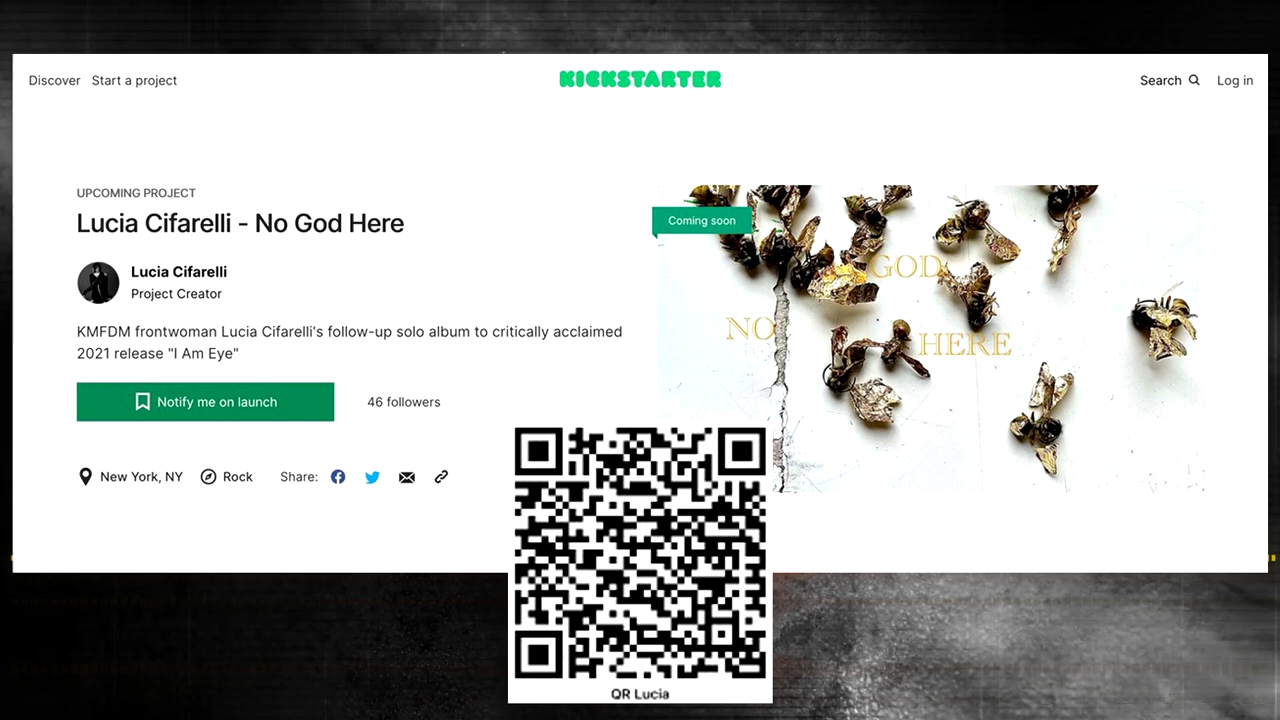 Discover Start a project
KICKSTARTER
Search Log in
UPCOMING PROJECT
Lucia Cifarelli - No God Here
Lucia Cifarelli
Project Creator
KMFDM frontwoman Lucia Cifarelli's follow-up solo album to critically acclaimed
2021 release "I Am Eye"
Notify me on launch
46 followers
New York, NY Rock Share:
Coming soon
NO
GOD
HERE
QR Lucia